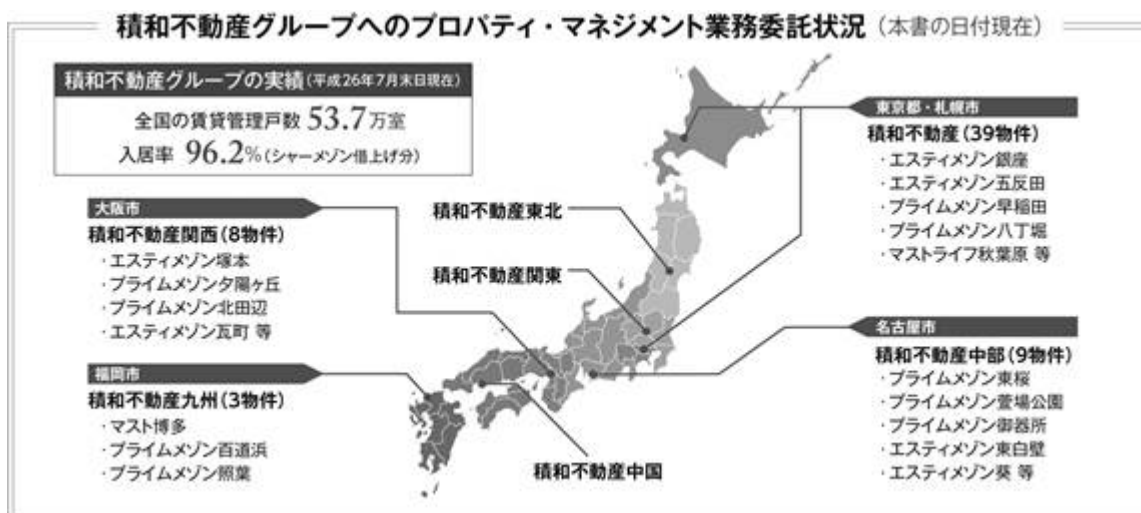 積和不動産グループへのプロパティ・マネジメント業務委託状況（本書の日付現在）
積和不動産グループの実績（平成26年7月末日現在）
全国の賃貸管理戸数 53.7万室
入居率 96.2%（シャーメゾン借上げ分）
大阪市
積和不動産関西（8物件）
・エスティメゾン塚本
・プライムメゾン夕陽ヶ丘
・プライムメゾン北田辺
・エスティメゾン瓦町 等
福岡市
積和不動産九州（3物件）
・マスト博多
・プライムメゾン百道浜
・プライムメゾン照葉
積和不動産東北
積和不動産関東
積和不動産中国
東京都・札幌市
積和不動産（39物件）
・エスティメゾン銀座
・エスティメゾン五反田
・プライムメゾン早稲田
・プライムメゾン八丁堀
・マストライフ秋葉原 等
名古屋市
積和不動産中部（9物件）
・プライムメゾン東桜
・プライムメゾン萱場公園
・プライムメゾン御器所
・エスティメゾン東白壁
・エスティメゾン葵 等